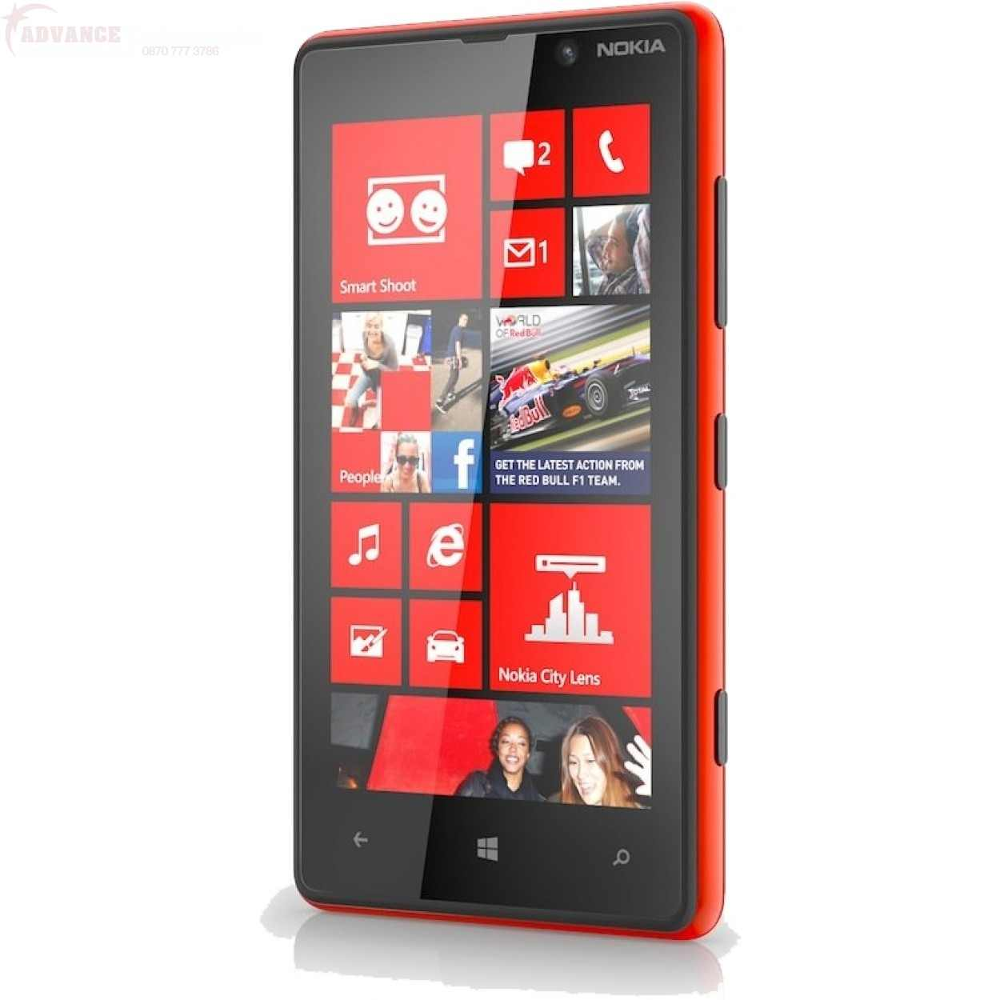 ADVANCE
0870 777 3786
NOKIA
2
1
Smart Shoot
WORLD
OF Red Bull
Red Bull
TOTAL
People
f
GET THE LATEST ACTION FROM
THE RED BULL F1 TEAM.
Nokia City Lens